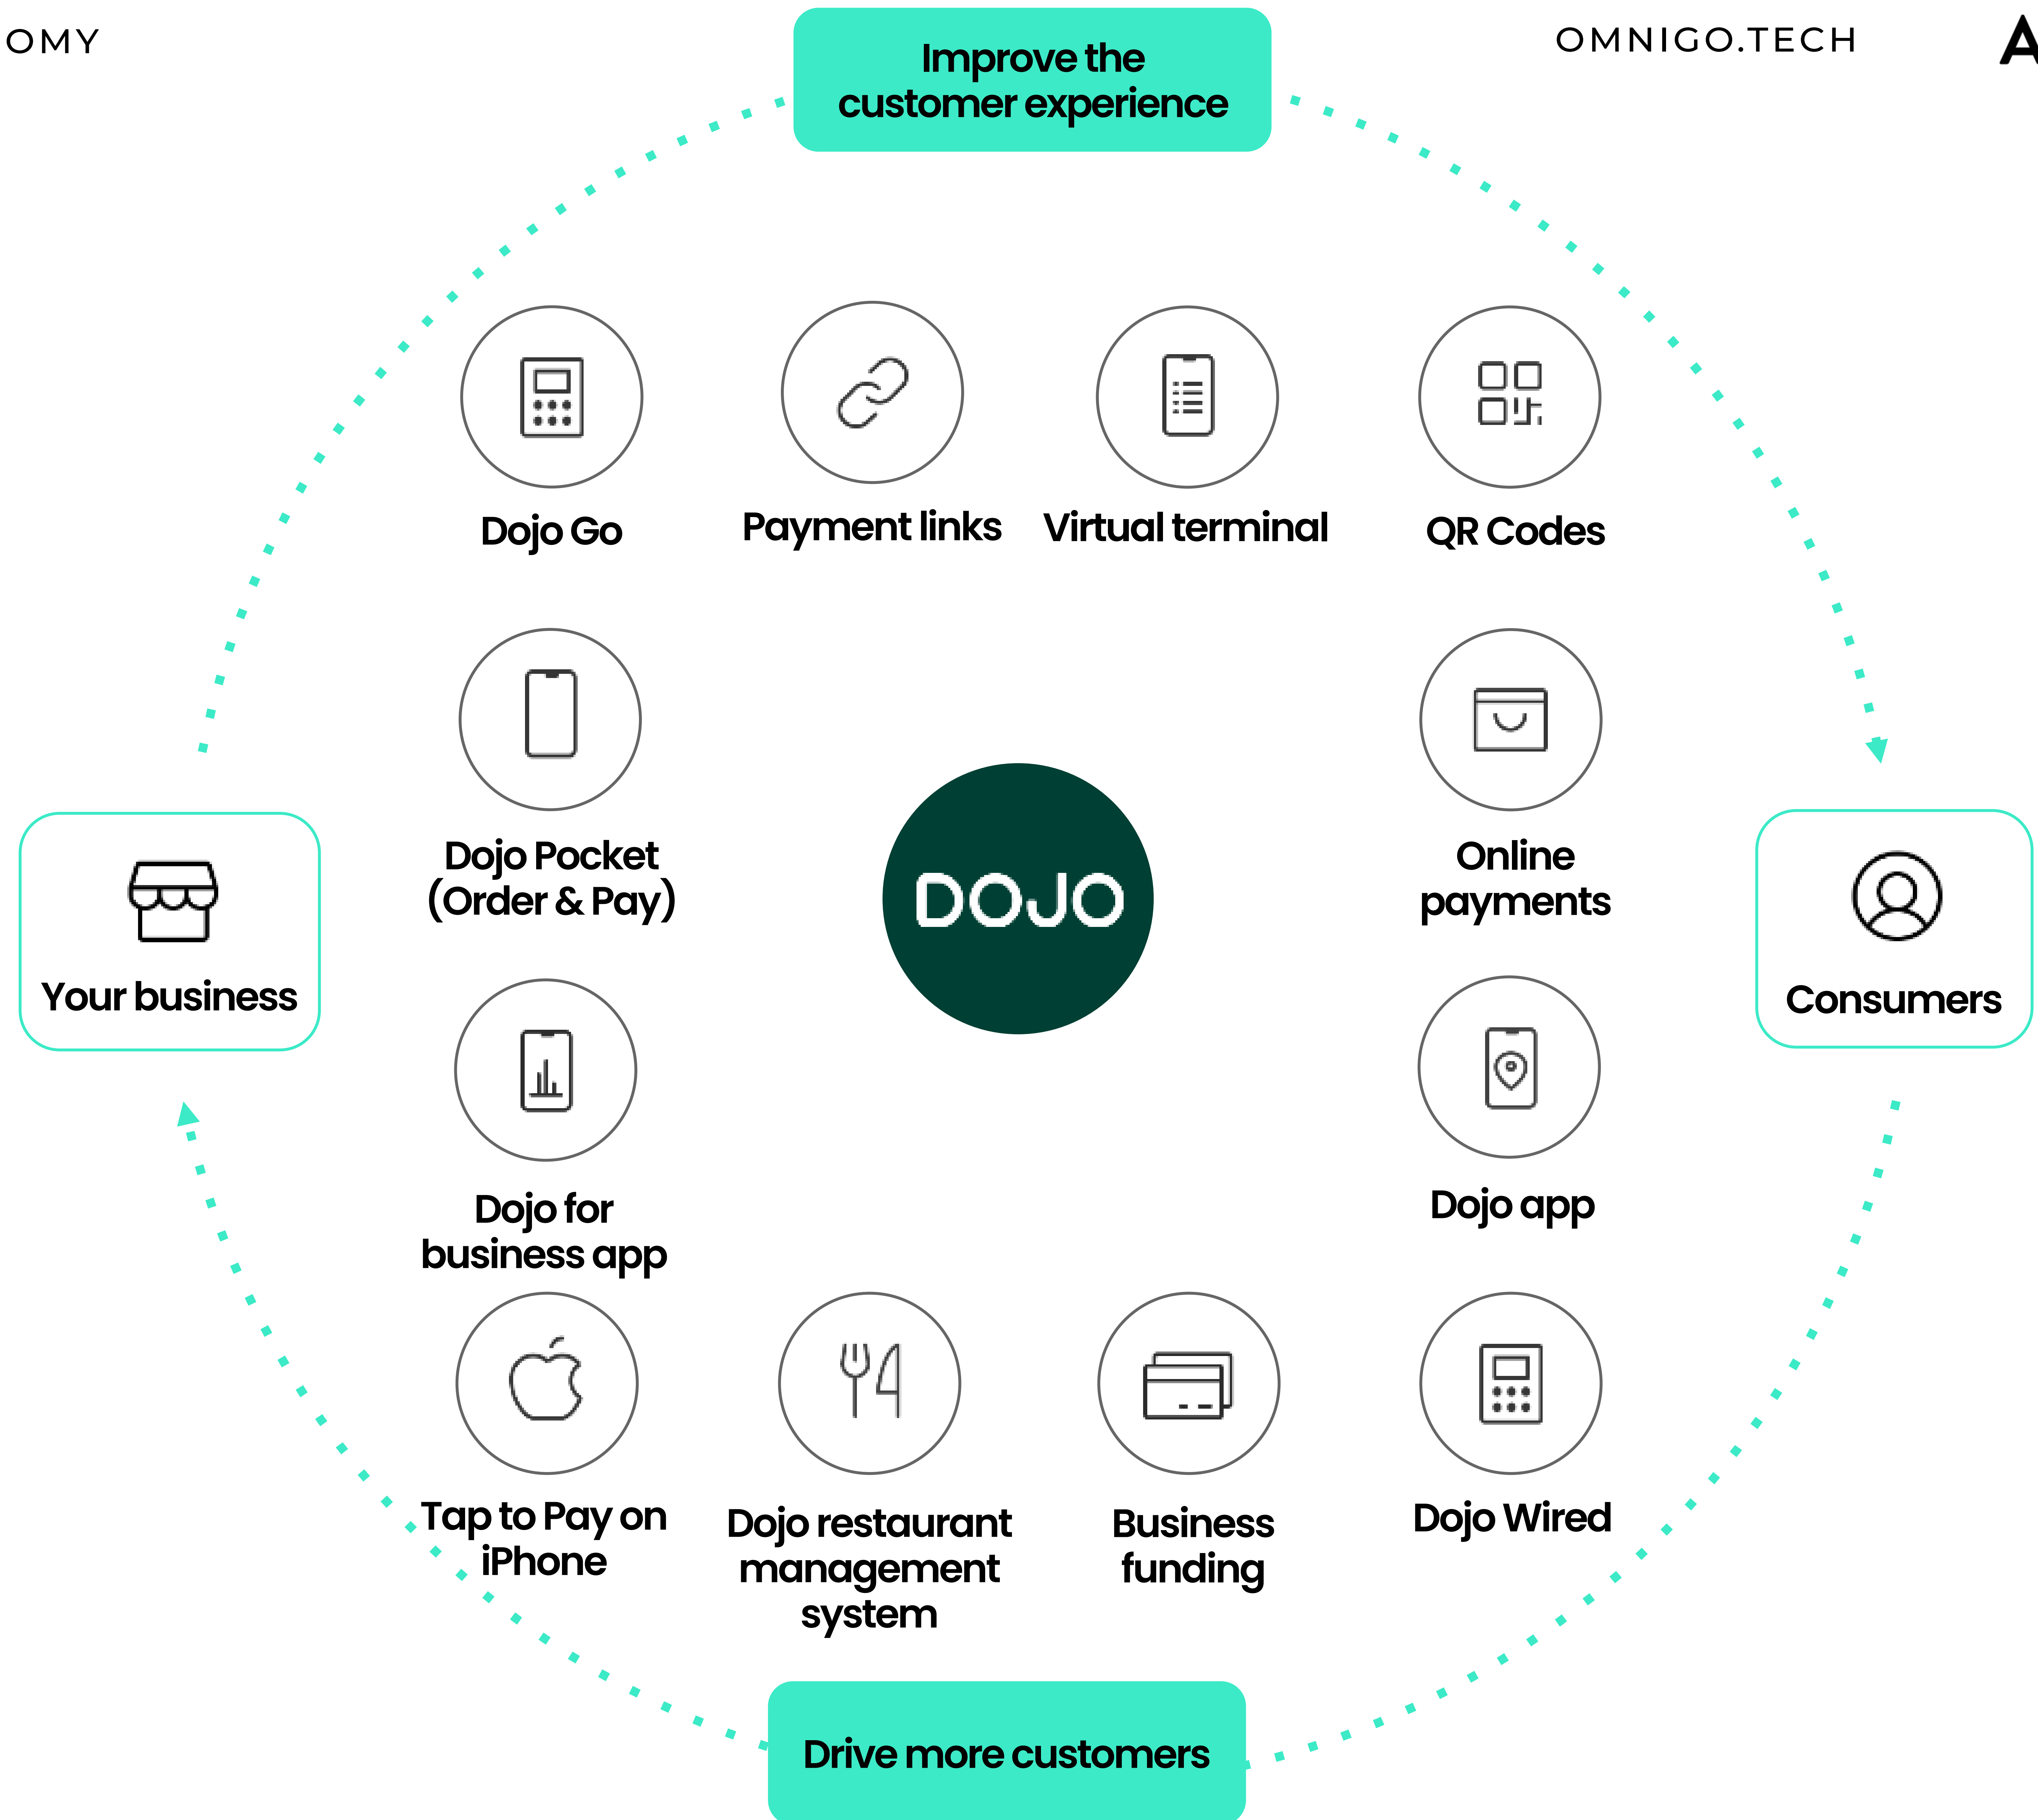 OMY
OMNIGO.TECH
A
Improve the
customer experience
Dojo Go
Payment links
Virtual terminal
QR Codes
Dojo Pocket
(Order & Pay)
Online
payments
DOJO
Your business
Consumers
Dojo for
business app
Dojo app
Tap to Pay on
iPhone
Dojo restaurant
management
system
Business
funding
Dojo Wired
Drive more customers